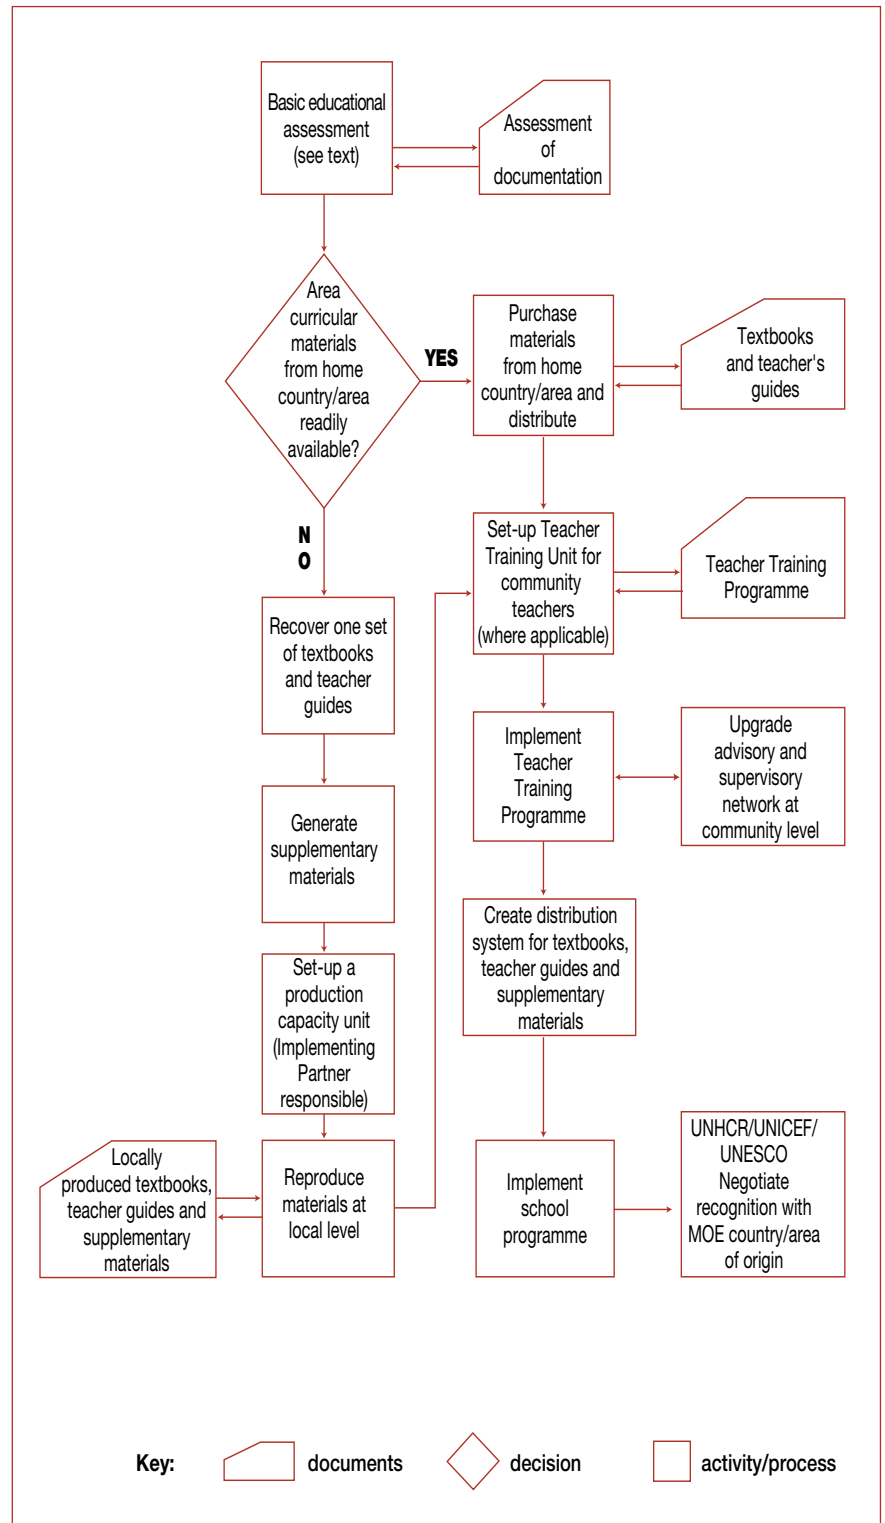 Basic educational
assessment
(see text)
Assessment
of
documentation
Area
curricular
materials
from home
country/area
readily
available?
YES
Purchase
materials
from home
country/area and
distribute
Textbooks
and teacher's
guides
N
O
Set-up Teacher
Training Unit for
community
teachers
(where applicable)
Teacher Training
Programme
Recover one set
of textbooks
and teacher
guides
Implement
Teacher
Training
Programme
Upgrade
advisory and
supervisory
network at
community level
Generate
supplementary
materials
Create distribution
system for textbooks,
teacher guides and
supplementary
materials
Set-up a
production
capacity unit
(Implementing
Partner
responsible)
Locally
produced textbooks,
teacher guides and
supplementary
materials
Reproduce
materials at
local level
Implement
school
programme
UNHCR/UNICEF/
UNESCO
Negotiate
recognition with
MOE country/area
of origin
Key:
documents
decision
activity/process